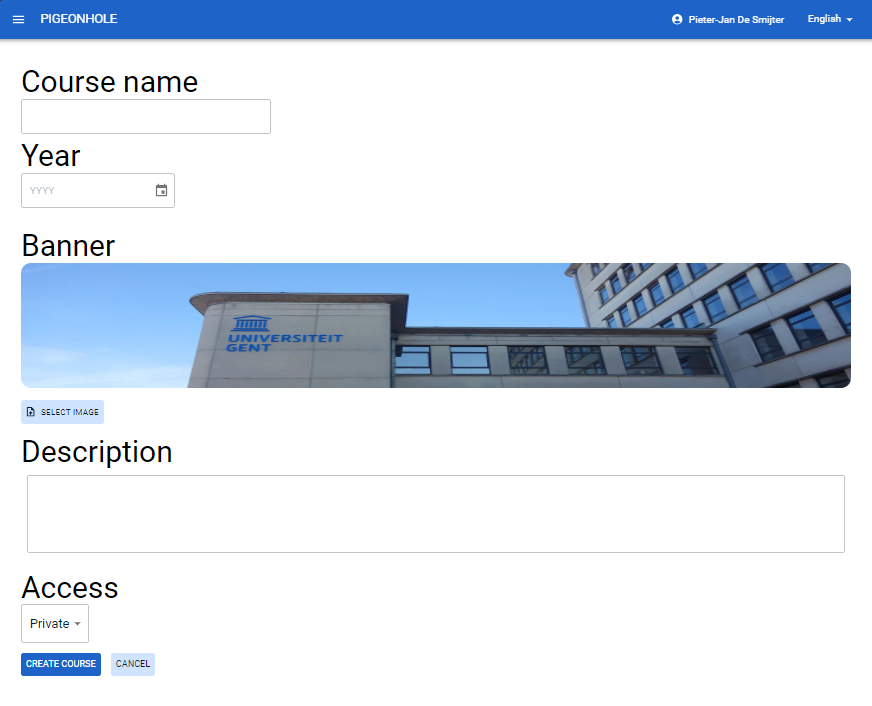 PIGEONHOLE
Pieter-Jan De Smijter
English
Course name
Year
YYYY
Banner
UNIVERSITEIT
GENT
SELECT IMAGE
Description
Access
Private
CREATE COURSE
CANCEL